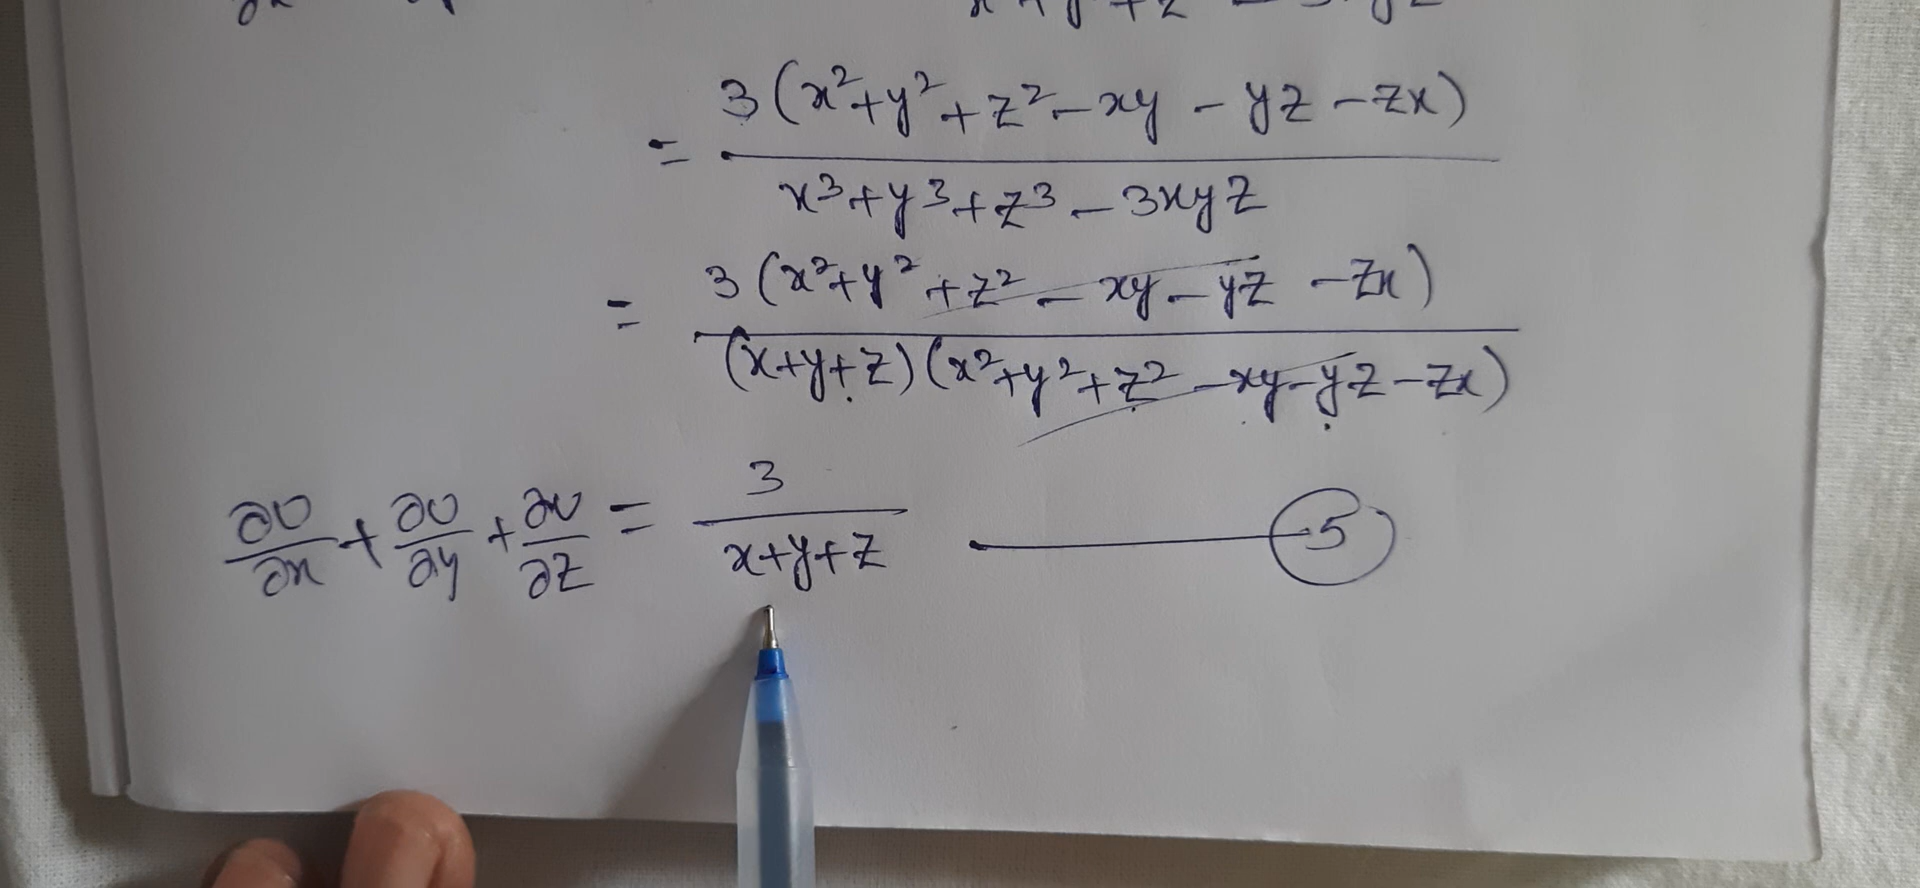 = 3 (x²+y²+z²-xy-yz-zx) / x³+y³+z³-3xyz
= 3 (x²+y²+z²-xy-yz-zx) / (x+y+z)(x²+y²+z²-xy-yz-zx)
∂u/∂x + ∂u/∂y + ∂u/∂z = 3 / x+y+z — 5